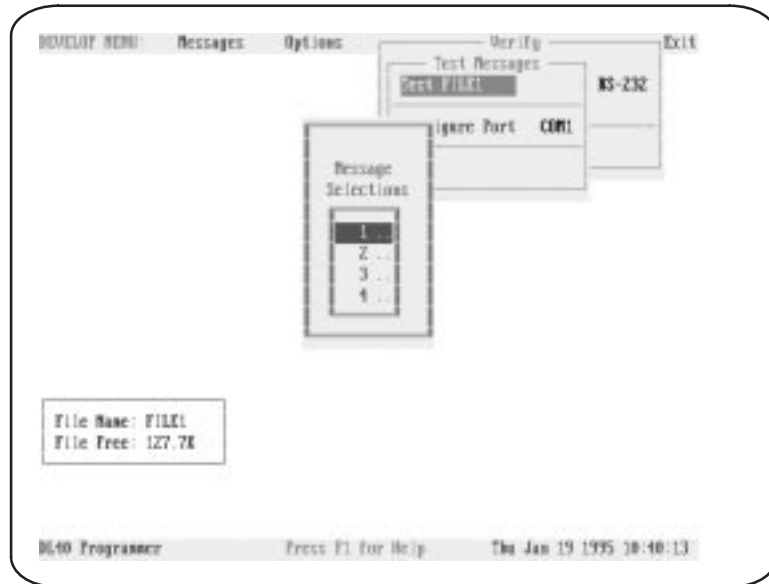 DEVELOP MENU: Messages Options Verify Exit
Test Messages
Test FILE1 RS-232
igure Port COM1
Message
Selections
1 ..
2 ..
3 ..
4 ..
File Name: FILE1
File Free: 127.7K
DL40 Programmer Press F1 for Help Thu Jan 19 1995 10:40:13